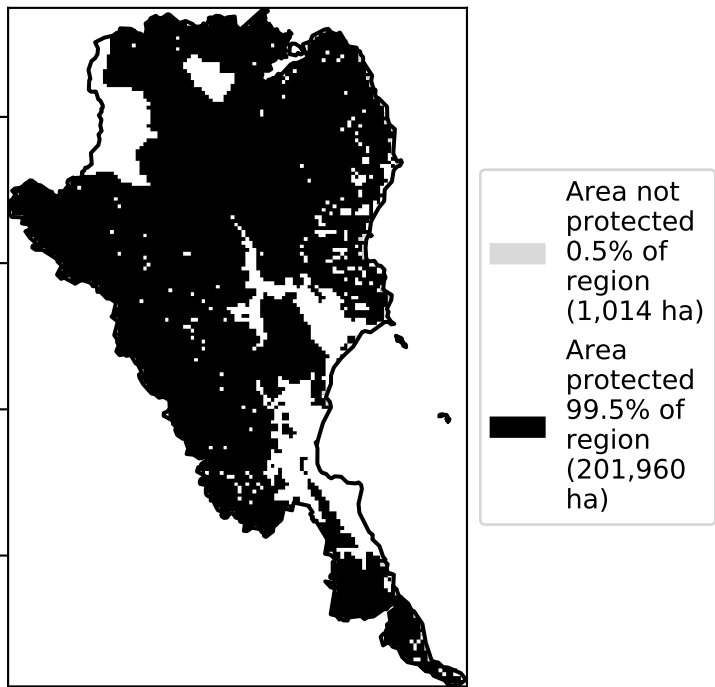 Area not
protected
0.5% of
region
(1,014 ha)
Area
protected
99.5% of
region
(201,960
ha)